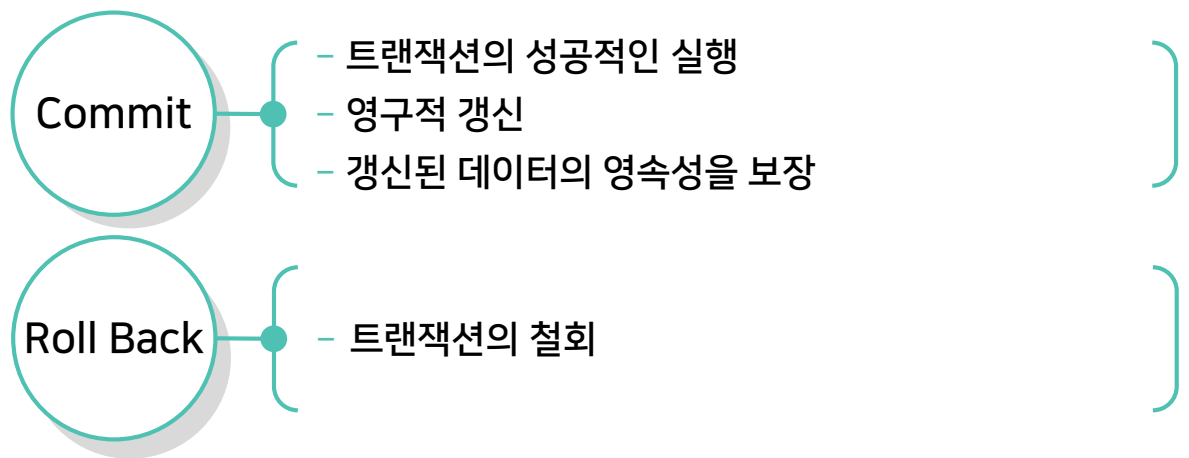 Commit
- 트랜잭션의 성공적인 실행
- 영구적 갱신
- 갱신된 데이터의 영속성을 보장
Roll Back
- 트랜잭션의 철회